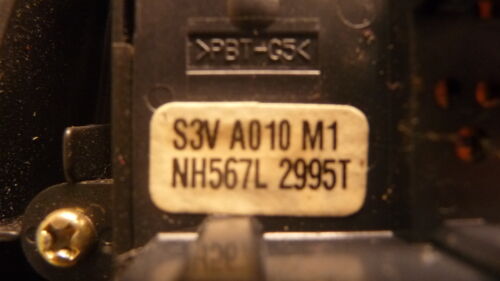 >PBT-G5<
S3V A010 M1
NH567L 2995T